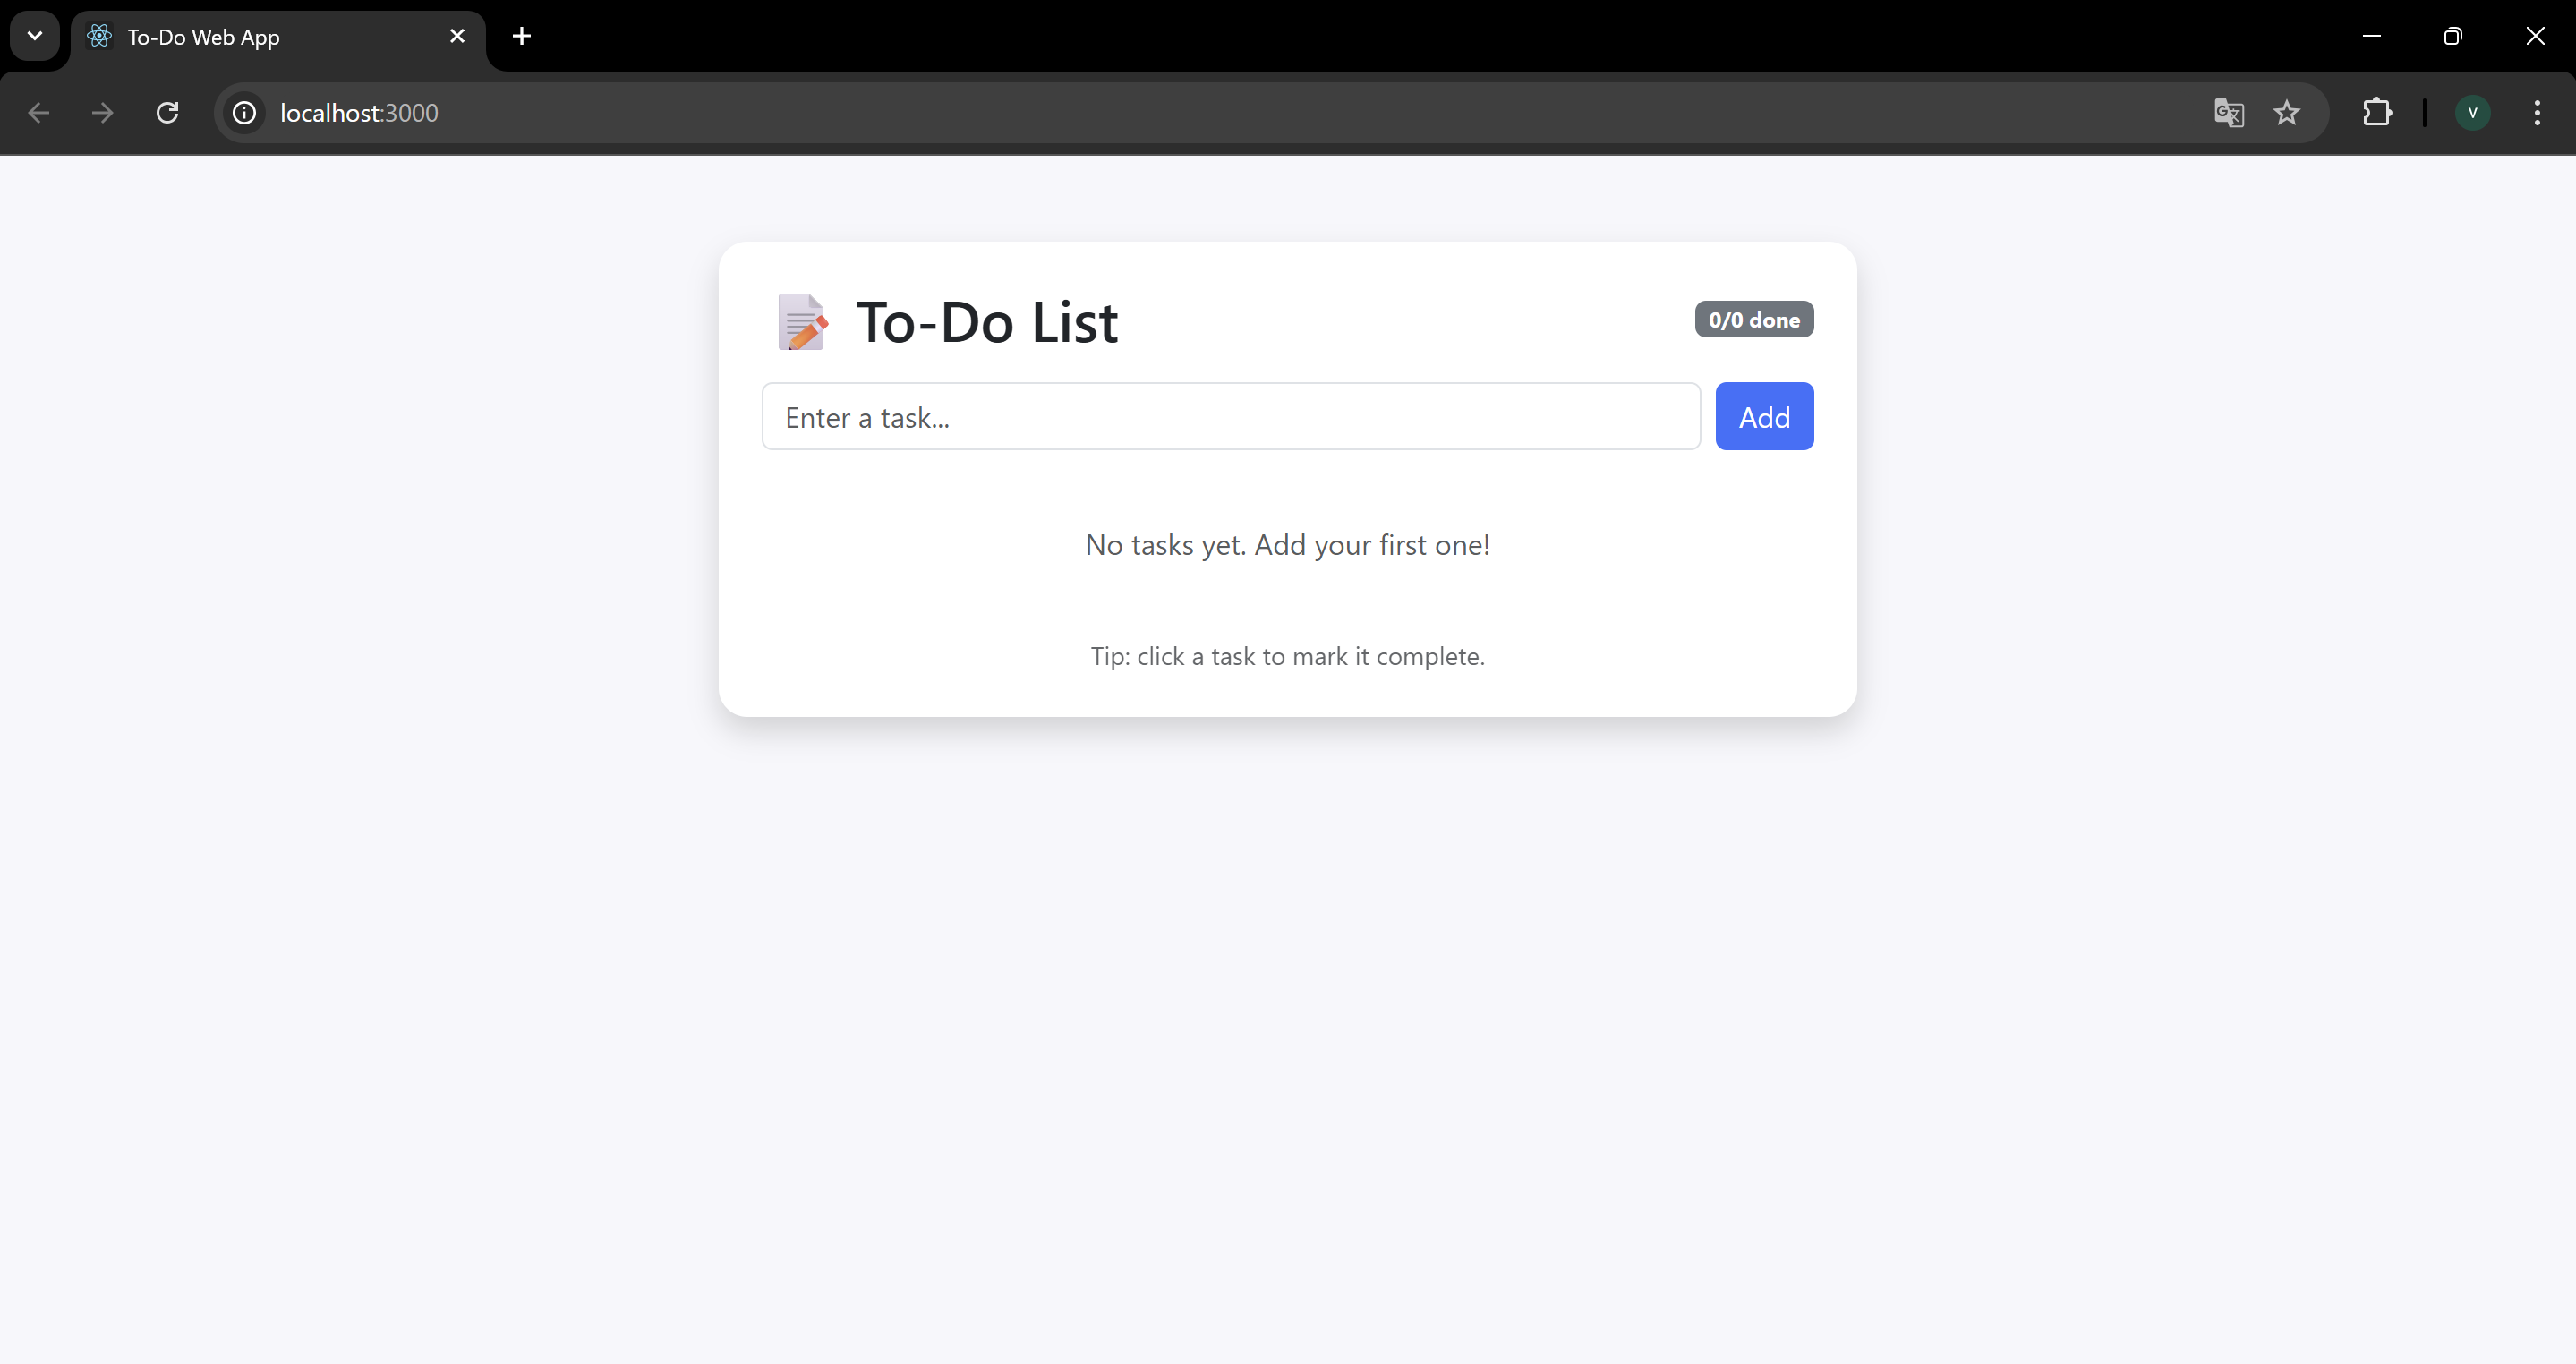 To-Do Web App
localhost:3000
V
To-Do List
0/0 done
Enter a task...
Add
No tasks yet. Add your first one!
Tip: click a task to mark it complete.